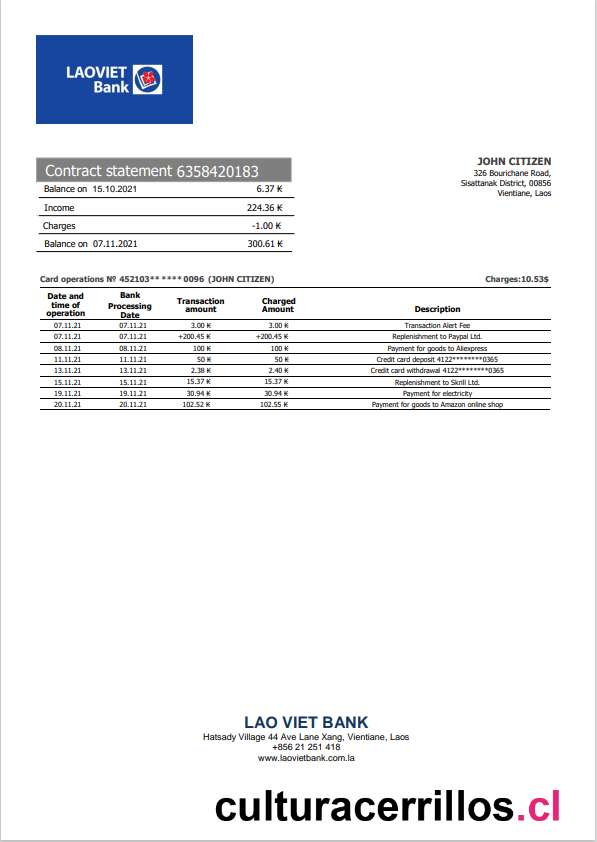 LAOVIET
Bank
Contract statement 6358420183
Balance on 15.10.2021 6.37 ₭
Income 224.36 ₭
Charges -1.00 ₭
Balance on 07.11.2021 300.61 ₭
JOHN CITIZEN
326 Bourichane Road,
Sisattanak District, 00856
Vientiane, Laos
Card operations № 452103** **** 0096 (JOHN CITIZEN) Charges:10.53$
Date and time of operation Bank Processing Date Transaction amount Charged Amount Description
07.11.21 07.11.21 3.00 ₭ 3.00 ₭ Transaction Alert Fee
07.11.21 07.11.21 +200.45 ₭ +200.45 ₭ Replenishment to Paypal Ltd.
08.11.21 08.11.21 100 ₭ 100 ₭ Payment for goods to Aliexpress
11.11.21 11.11.21 50 ₭ 50 ₭ Credit card deposit 4122********0365
13.11.21 13.11.21 2.38 ₭ 2.40 ₭ Credit card withdrawal 4122********0365
15.11.21 15.11.21 15.37 ₭ 15.37 ₭ Replenishment to Skrill Ltd.
19.11.21 19.11.21 30.94 ₭ 30.94 ₭ Payment for electricity
20.11.21 20.11.21 102.52 ₭ 102.55 ₭ Payment for goods to Amazon online shop
LAO VIET BANK
Hatsady Village 44 Ave Lane Xang, Vientiane, Laos
+856 21 251 418
www.laovietbank.com.la
culturacerrillos.cl